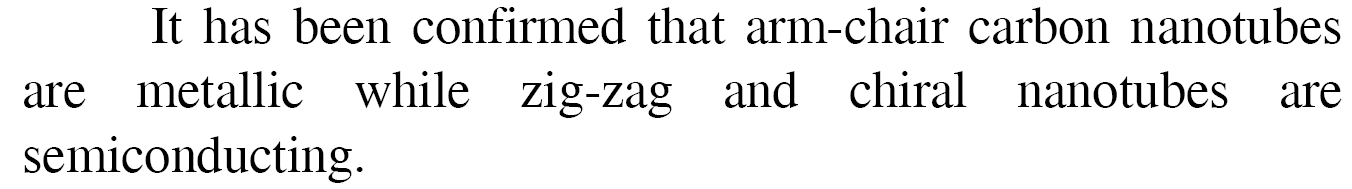 It has been confirmed that arm-chair carbon nanotubes
are metallic while zig-zag and chiral nanotubes are
semiconducting.